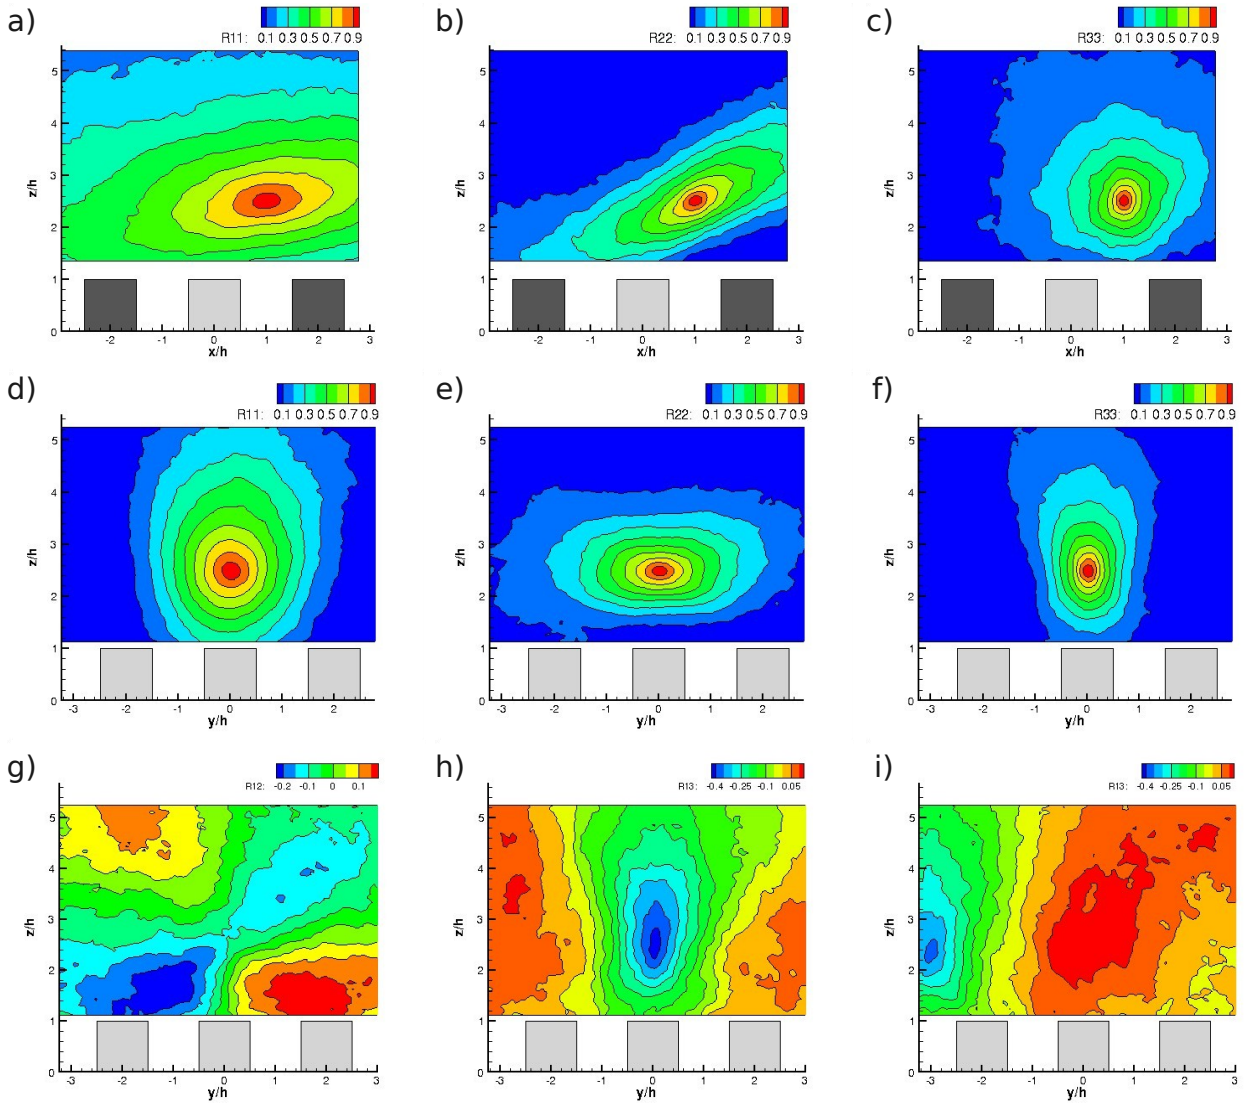 a)
R11: 0.1 0.3 0.5 0.7 0.9
z/h
5
4
3
2
1
0
-2 -1 0 1 2 3
x/h
b)
R22: 0.1 0.3 0.5 0.7 0.9
z/h
5
4
3
2
1
0
-2 -1 0 1 2 3
x/h
c)
R33: 0.1 0.3 0.5 0.7 0.9
z/h
5
4
3
2
1
0
-2 -1 0 1 2 3
x/h
d)
R11: 0.1 0.3 0.5 0.7 0.9
z/h
5
4
3
2
1
0
-3 -2 -1 0 1 2
y/h
e)
R22: 0.1 0.3 0.5 0.7 0.9
z/h
5
4
3
2
1
0
-3 -2 -1 0 1 2
y/h
f)
R33: 0.1 0.3 0.5 0.7 0.9
z/h
5
4
3
2
1
0
-3 -2 -1 0 1 2
y/h
g)
R12: -0.2 -0.1 0 0.1
z/h
5
4
3
2
1
0
-3 -2 -1 0 1 2 3
y/h
h)
R13: -0.4 -0.25 -0.1 0.05
z/h
5
4
3
2
1
0
-3 -2 -1 0 1 2 3
y/h
i)
R13: -0.4 -0.25 -0.1 0.05
z/h
5
4
3
2
1
0
-3 -2 -1 0 1 2 3
y/h